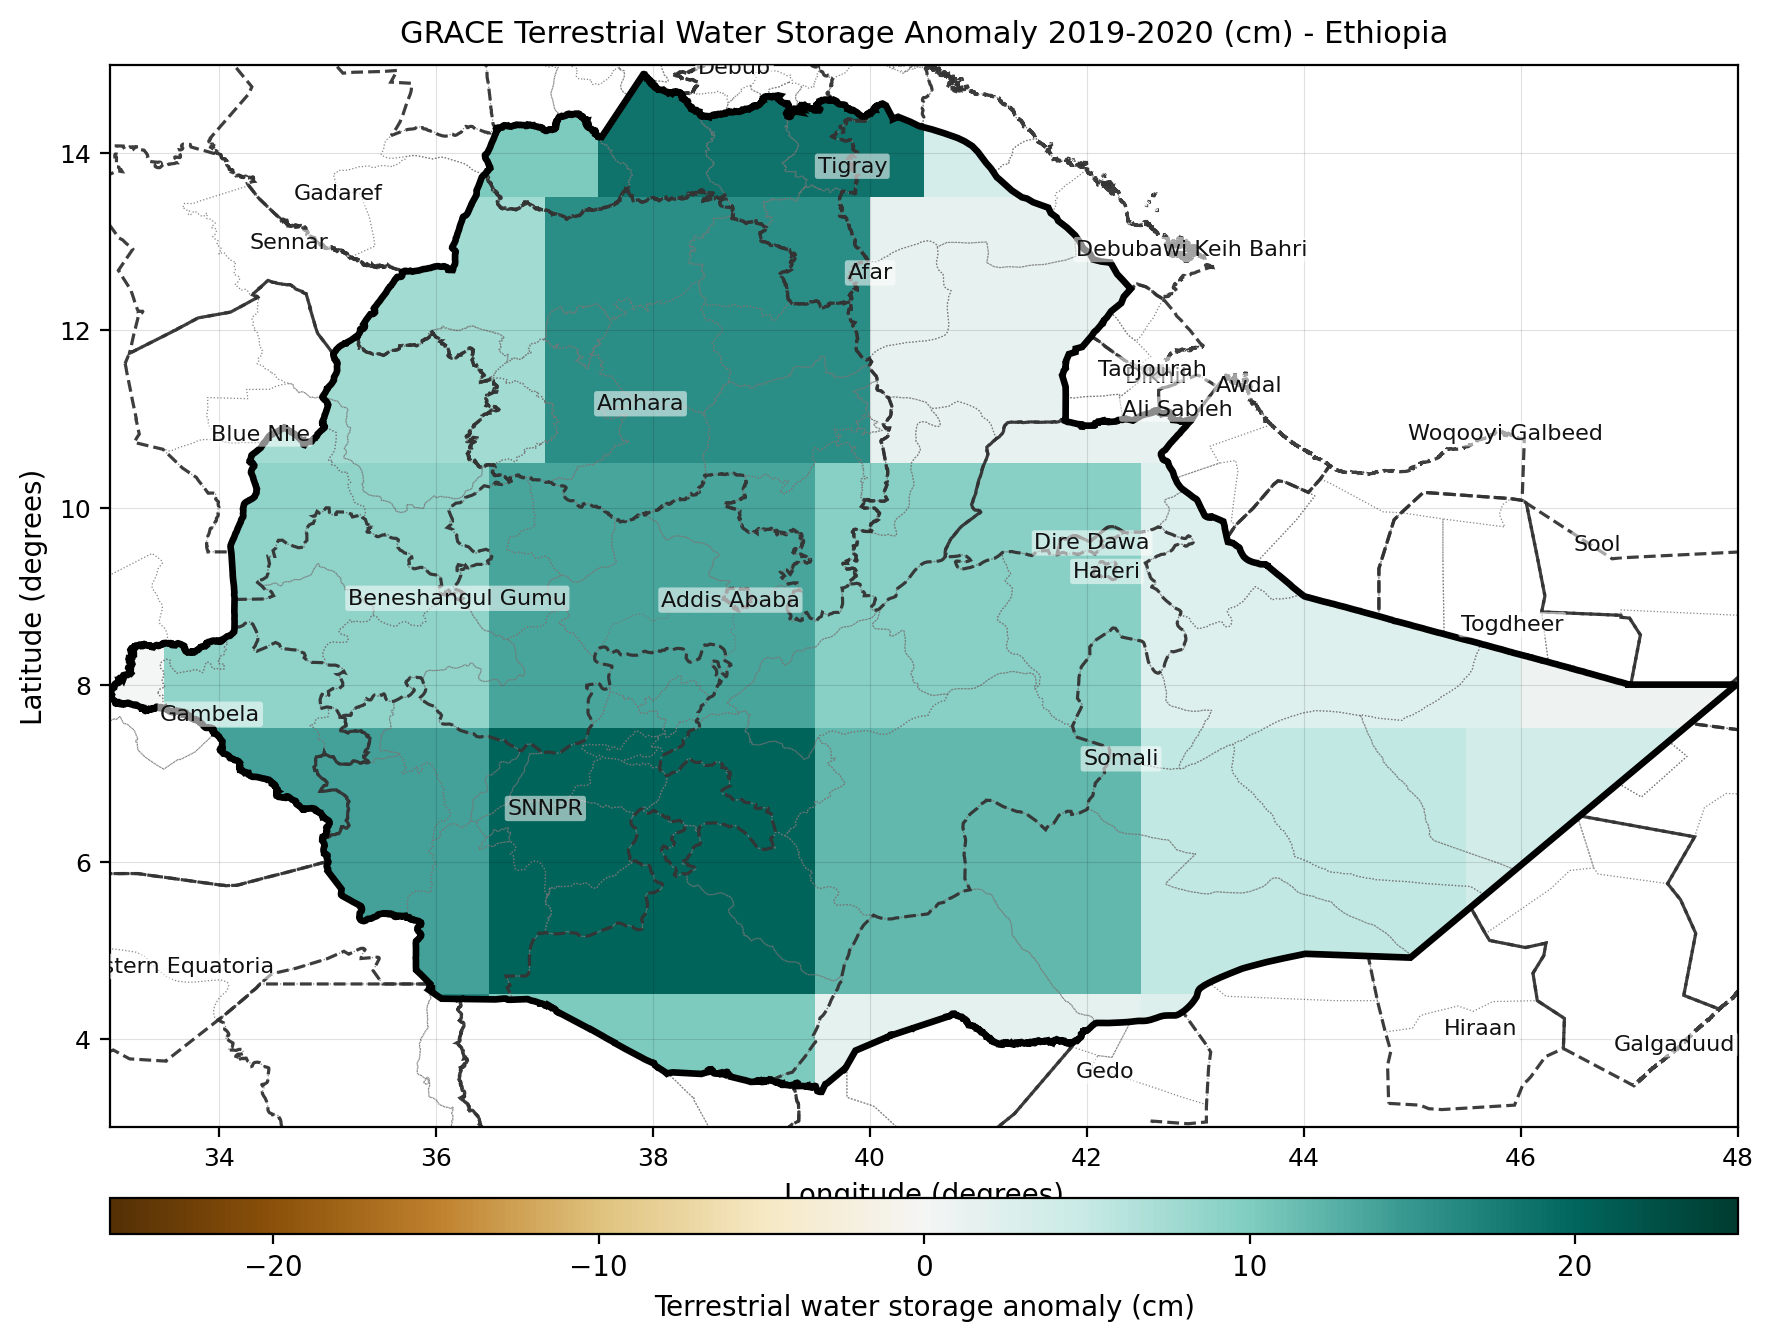 GRACE Terrestrial Water Storage Anomaly 2019-2020 (cm) - Ethiopia
Debub
14
Tigray
Gadaref
Sennar
Debubawi Keih Bahri
Afar
12
Tadjourah
Dikhil
Awdal
Amhara
Ali Sabieh
Blue Nile
Woqooyi Galbeed
10
Dire Dawa
Sool
Hareri
Beneshangul Gumu
Addis Ababa
Togdheer
8
Gambela
Somali
SNNPR
6
stern Equatoria
4
Hiraan
Galgaduud
Gedo
Latitude (degrees)
34 36 38 40 42 44 46 48
Longitude (degrees)
−20 −10 0 10 20
Terrestrial water storage anomaly (cm)